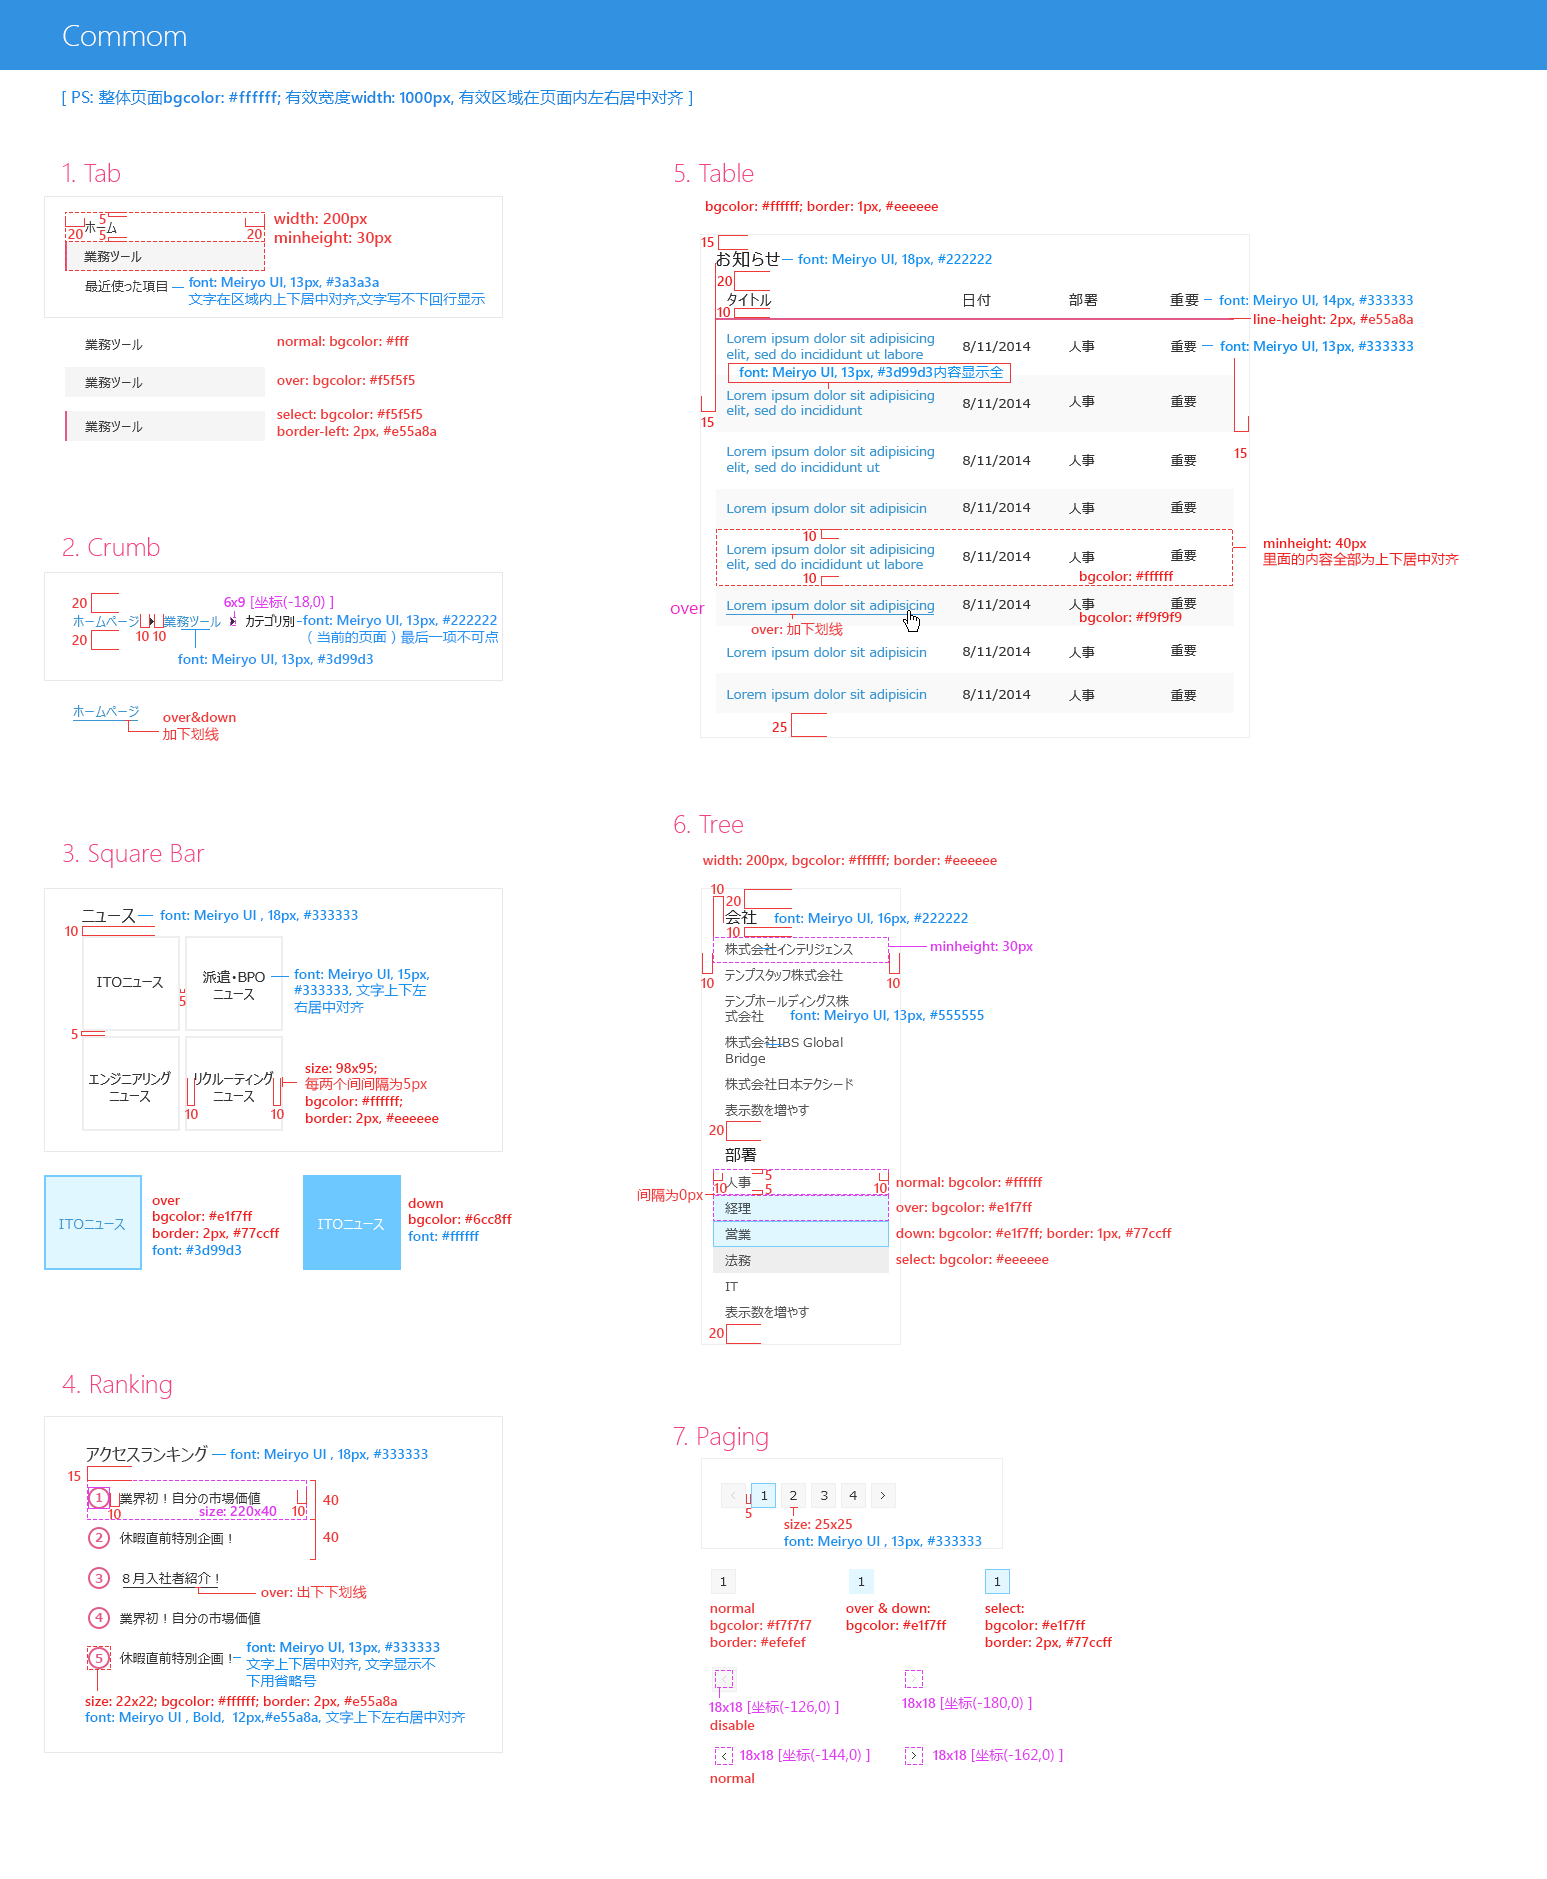 Commom
[ PS: 整体页面bgcolor: #ffffff; 有效宽度width: 1000px, 有效区域在页面内左右居中对齐 ]
1. Tab
5
20
ホーム
5
20
width: 200px
minheight: 30px
業務ツール
最近使った項目
font: Meiryo UI, 13px, #3a3a3a
文字在区域内上下居中对齐,文字写不下回行显示
業務ツール
normal: bgcolor: #fff
業務ツール
over: bgcolor: #f5f5f5
業務ツール
select: bgcolor: #f5f5f5
border-left: 2px, #e55a8a
2. Crumb
6x9 [坐标(-18,0) ]
20
ホームページ
10 10
業務ツール
カテゴリ別
20
font: Meiryo UI, 13px, #222222
( 当前的页面 ) 最后一项不可点
font: Meiryo UI, 13px, #3d99d3
ホームページ
over&down
加下划线
3. Square Bar
ニュース
font: Meiryo UI , 18px, #333333
10
ITOニュース
派遣・BPO
ニュース
5
font: Meiryo UI, 15px,
#333333, 文字上下左
右居中对齐
5
エンジニアリング
ニュース
リクルーティング
ニュース
10
10
size: 98x95;
每两个间间隔为5px
bgcolor: #ffffff;
border: 2px, #eeeeee
ITOニュース
over
bgcolor: #e1f7ff
border: 2px, #77ccff
font: #3d99d3
ITOニュース
down
bgcolor: #6cc8ff
font: #ffffff
4. Ranking
アクセスランキング
font: Meiryo UI , 18px, #333333
15
1
業界初！自分の市場価値
10
size: 220x40
10
40
40
2
休暇直前特別企画！
3
８月入社者紹介！
over: 出下下划线
4
業界初！自分の市場価値
5
休暇直前特別企画！
font: Meiryo UI, 13px, #333333
文字上下居中对齐, 文字显示不
下用省略号
size: 22x22; bgcolor: #ffffff; border: 2px, #e55a8a
font: Meiryo UI , Bold, 12px,#e55a8a, 文字上下左右居中对齐
5. Table
bgcolor: #ffffff; border: 1px, #eeeeee
15
お知らせ
font: Meiryo UI, 18px, #222222
20
タイトル
日付
部署
重要
font: Meiryo UI, 14px, #333333
10
line-height: 2px, #e55a8a
Lorem ipsum dolor sit adipisicing
elit, sed do incididunt ut labore
8/11/2014
人事
重要
font: Meiryo UI, 13px, #333333
font: Meiryo UI, 13px, #3d99d3内容显示全
Lorem ipsum dolor sit adipisicing
elit, sed do incididunt
8/11/2014
人事
重要
15
15
Lorem ipsum dolor sit adipisicing
elit, sed do incididunt ut
8/11/2014
人事
重要
Lorem ipsum dolor sit adipisicin
8/11/2014
人事
重要
10
Lorem ipsum dolor sit adipisicing
elit, sed do incididunt ut labore
8/11/2014
人事
重要
10
bgcolor: #ffffff
minheight: 40px
里面的内容全部为上下居中对齐
over
Lorem ipsum dolor sit adipisicing
8/11/2014
人事
重要
bgcolor: #f9f9f9
over: 加下划线
Lorem ipsum dolor sit adipisicin
8/11/2014
人事
重要
Lorem ipsum dolor sit adipisicin
8/11/2014
人事
重要
25
6. Tree
width: 200px, bgcolor: #ffffff; border: #eeeeee
10
20
会社
font: Meiryo UI, 16px, #222222
10
株式会社インテリジェンス
minheight: 30px
10
テンプスタッフ株式会社
10
テンプホールディングス株
式会社
font: Meiryo UI, 13px, #555555
株式会社IBS Global
Bridge
株式会社日本テクシード
表示数を増やす
20
部署
5
10
人事
5
10
normal: bgcolor: #ffffff
间隔为0px
経理
over: bgcolor: #e1f7ff
営業
down: bgcolor: #e1f7ff; border: 1px, #77ccff
法務
select: bgcolor: #eeeeee
IT
表示数を増やす
20
7. Paging
1
2
3
4
5
size: 25x25
font: Meiryo UI , 13px, #333333
1
normal
bgcolor: #f7f7f7
border: #efefef
1
over & down:
bgcolor: #e1f7ff
1
select:
bgcolor: #e1f7ff
border: 2px, #77ccff
18x18 [坐标(-126,0) ]
disable
18x18 [坐标(-180,0) ]
18x18 [坐标(-144,0) ]
normal
18x18 [坐标(-162,0) ]